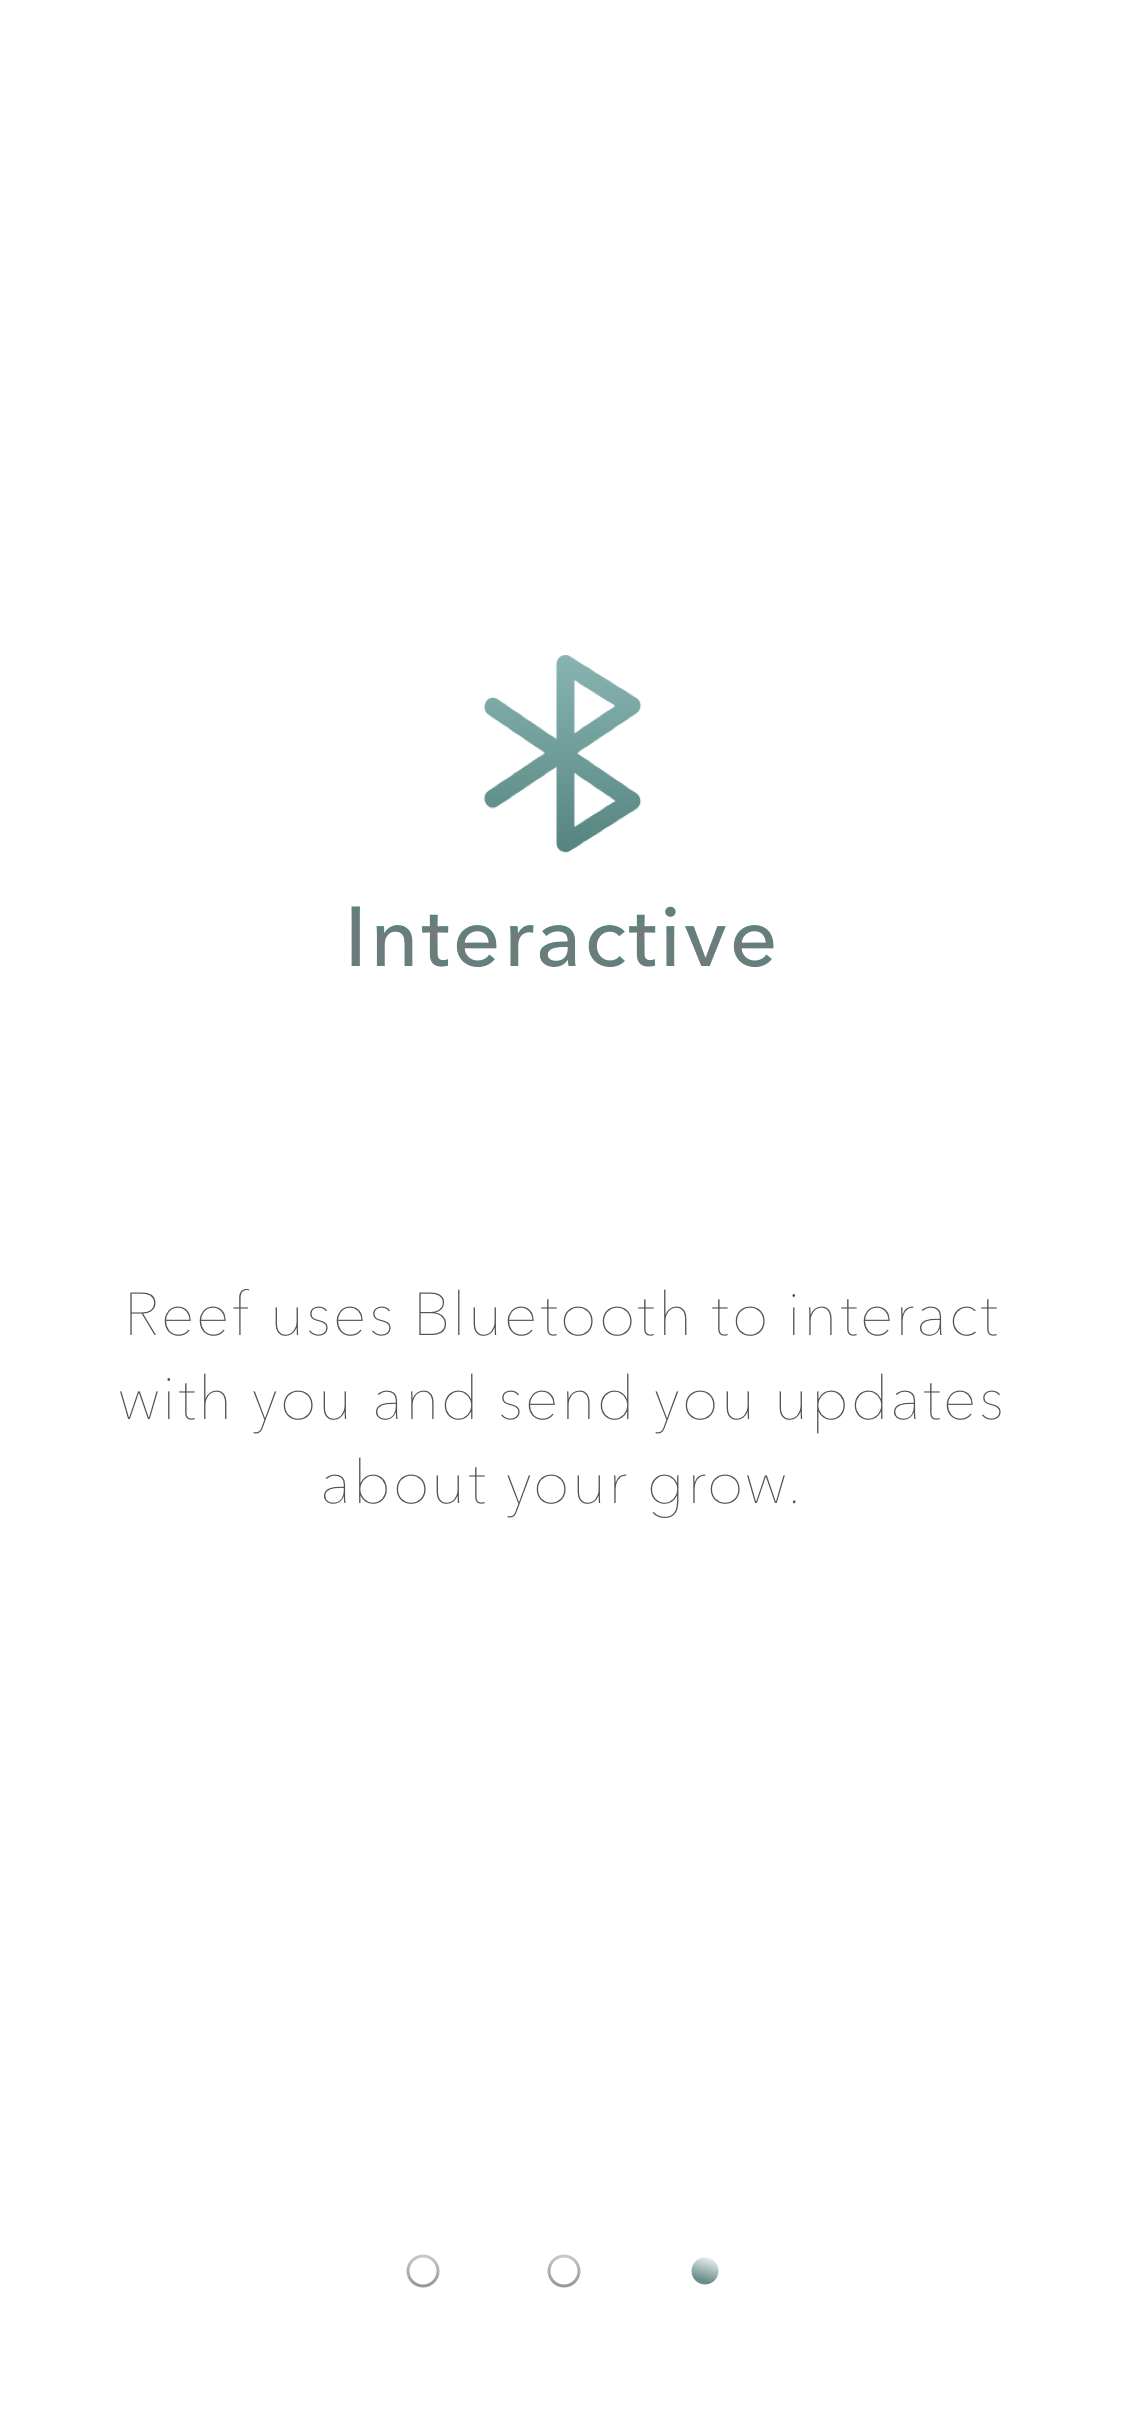 Interactive
Reef uses Bluetooth to interact
with you and send you updates
about your grow.